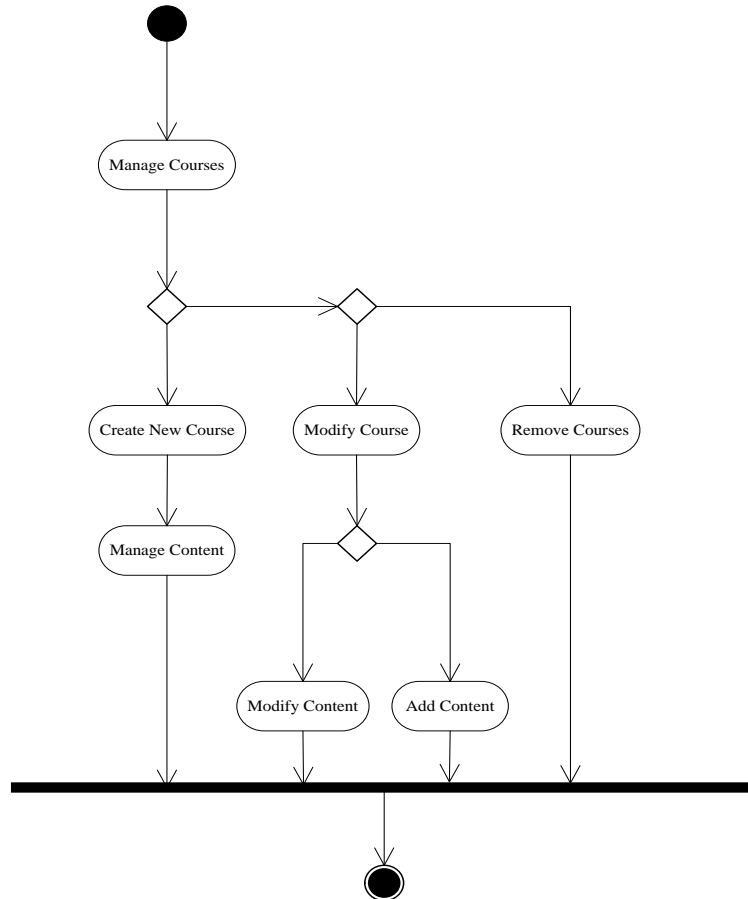 Manage Courses
Create New Course
Modify Course
Remove Courses
Manage Content
Modify Content
Add Content